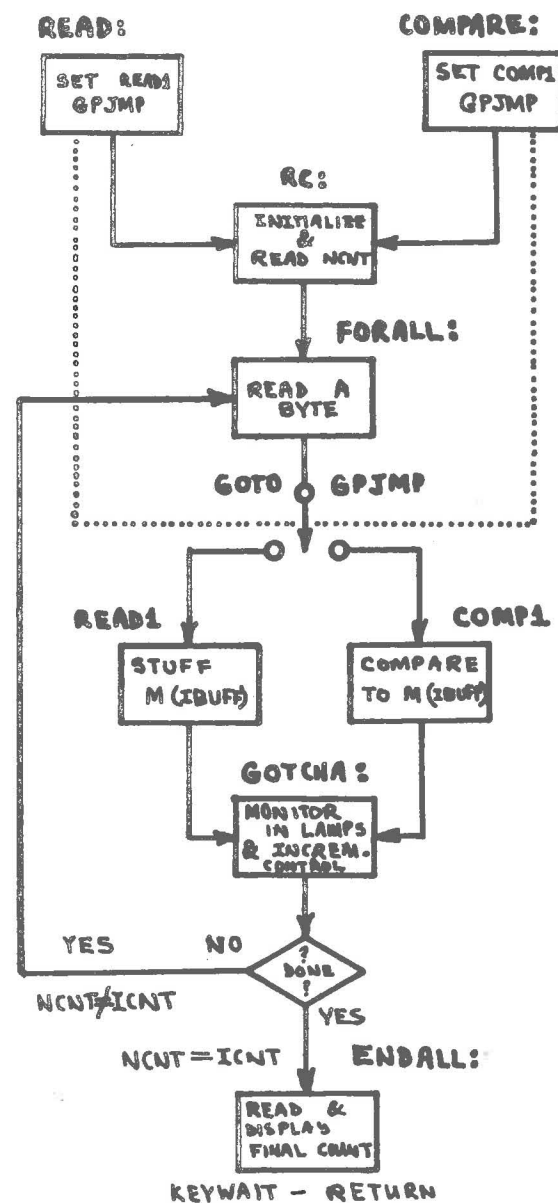 READ:
COMPARE:
SET READ1
GPJMP
SET COMP1
GPJMP
RC:
INITIALIZE
&
READ NCNT
FORALL:
READ A
BYTE
GOTO GPJMP
READ1
COMP1
STUFF
M(IBUFF)
COMPARE
TO M(IBUFF)
GOTCHA:
MONITOR
IN LAMPS
& INCREM.
CONTROL
YES NO
?
DONE
?
NCNT≠ICNT
YES
NCNT=ICNT
ENDALL:
READ &
DISPLAY
FINAL COUNT
KEYWAIT - RETURN